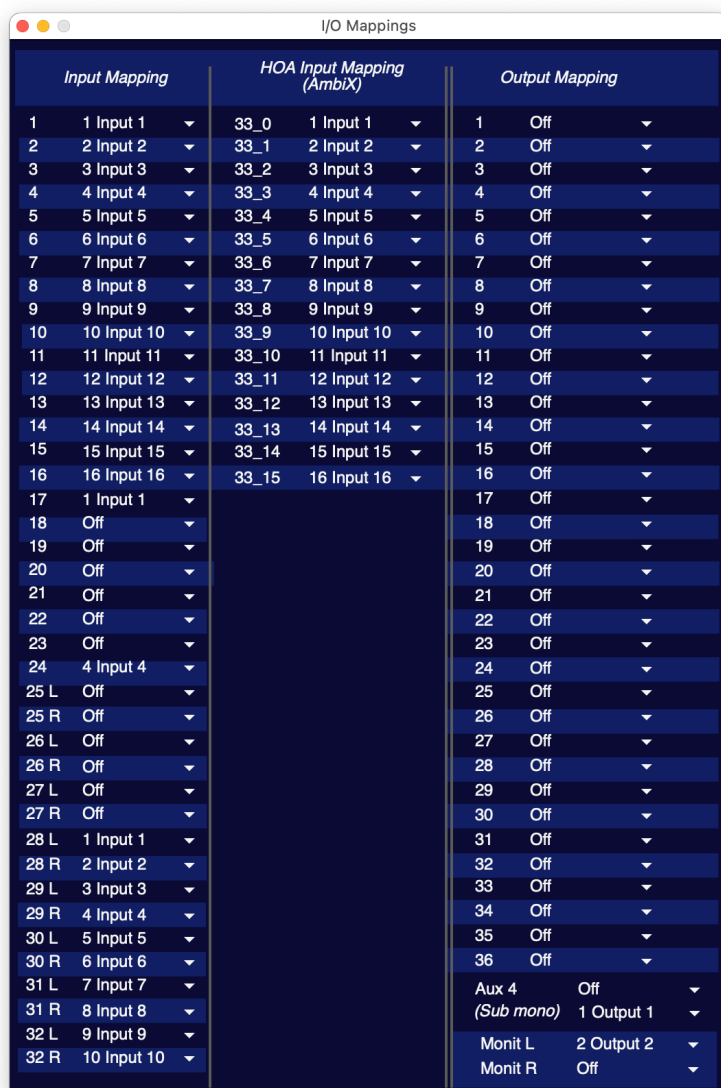 I/O Mappings
Input Mapping HOA Input Mapping Output Mapping
(AmbiX)
1 1 Input 1 33_0 1 Input 1 1 Off
2 2 Input 2 33_1 2 Input 2 2 Off
3 3 Input 3 33_2 3 Input 3 3 Off
4 4 Input 4 33_3 4 Input 4 4 Off
5 5 Input 5 33_4 5 Input 5 5 Off
6 6 Input 6 33_5 6 Input 6 6 Off
7 7 Input 7 33_6 7 Input 7 7 Off
8 8 Input 8 33_7 8 Input 8 8 Off
9 9 Input 9 33_8 9 Input 9 9 Off
10 10 Input 10 33_9 10 Input 10 10 Off
11 11 Input 11 33_10 11 Input 11 11 Off
12 12 Input 12 33_11 12 Input 12 12 Off
13 13 Input 13 33_12 13 Input 13 13 Off
14 14 Input 14 33_13 14 Input 14 14 Off
15 15 Input 15 33_14 15 Input 15 15 Off
16 16 Input 16 33_15 16 Input 16 16 Off
17 1 Input 1 17 Off
18 Off 18 Off
19 Off 19 Off
20 Off 20 Off
21 Off 21 Off
22 Off 22 Off
23 Off 23 Off
24 4 Input 4 24 Off
25 L Off 25 Off
25 R Off 26 Off
26 L Off 27 Off
26 R Off 28 Off
27 L Off 29 Off
27 R Off 30 Off
28 L 1 Input 1 31 Off
28 R 2 Input 2 32 Off
29 L 3 Input 3 33 Off
29 R 4 Input 4 34 Off
30 L 5 Input 5 35 Off
30 R 6 Input 6 36 Off
31 L 7 Input 7 Aux 4 Off
31 R 8 Input 8 (Sub mono) 1 Output 1
32 L 9 Input 9 Monit L 2 Output 2
32 R 10 Input 10 Monit R Off